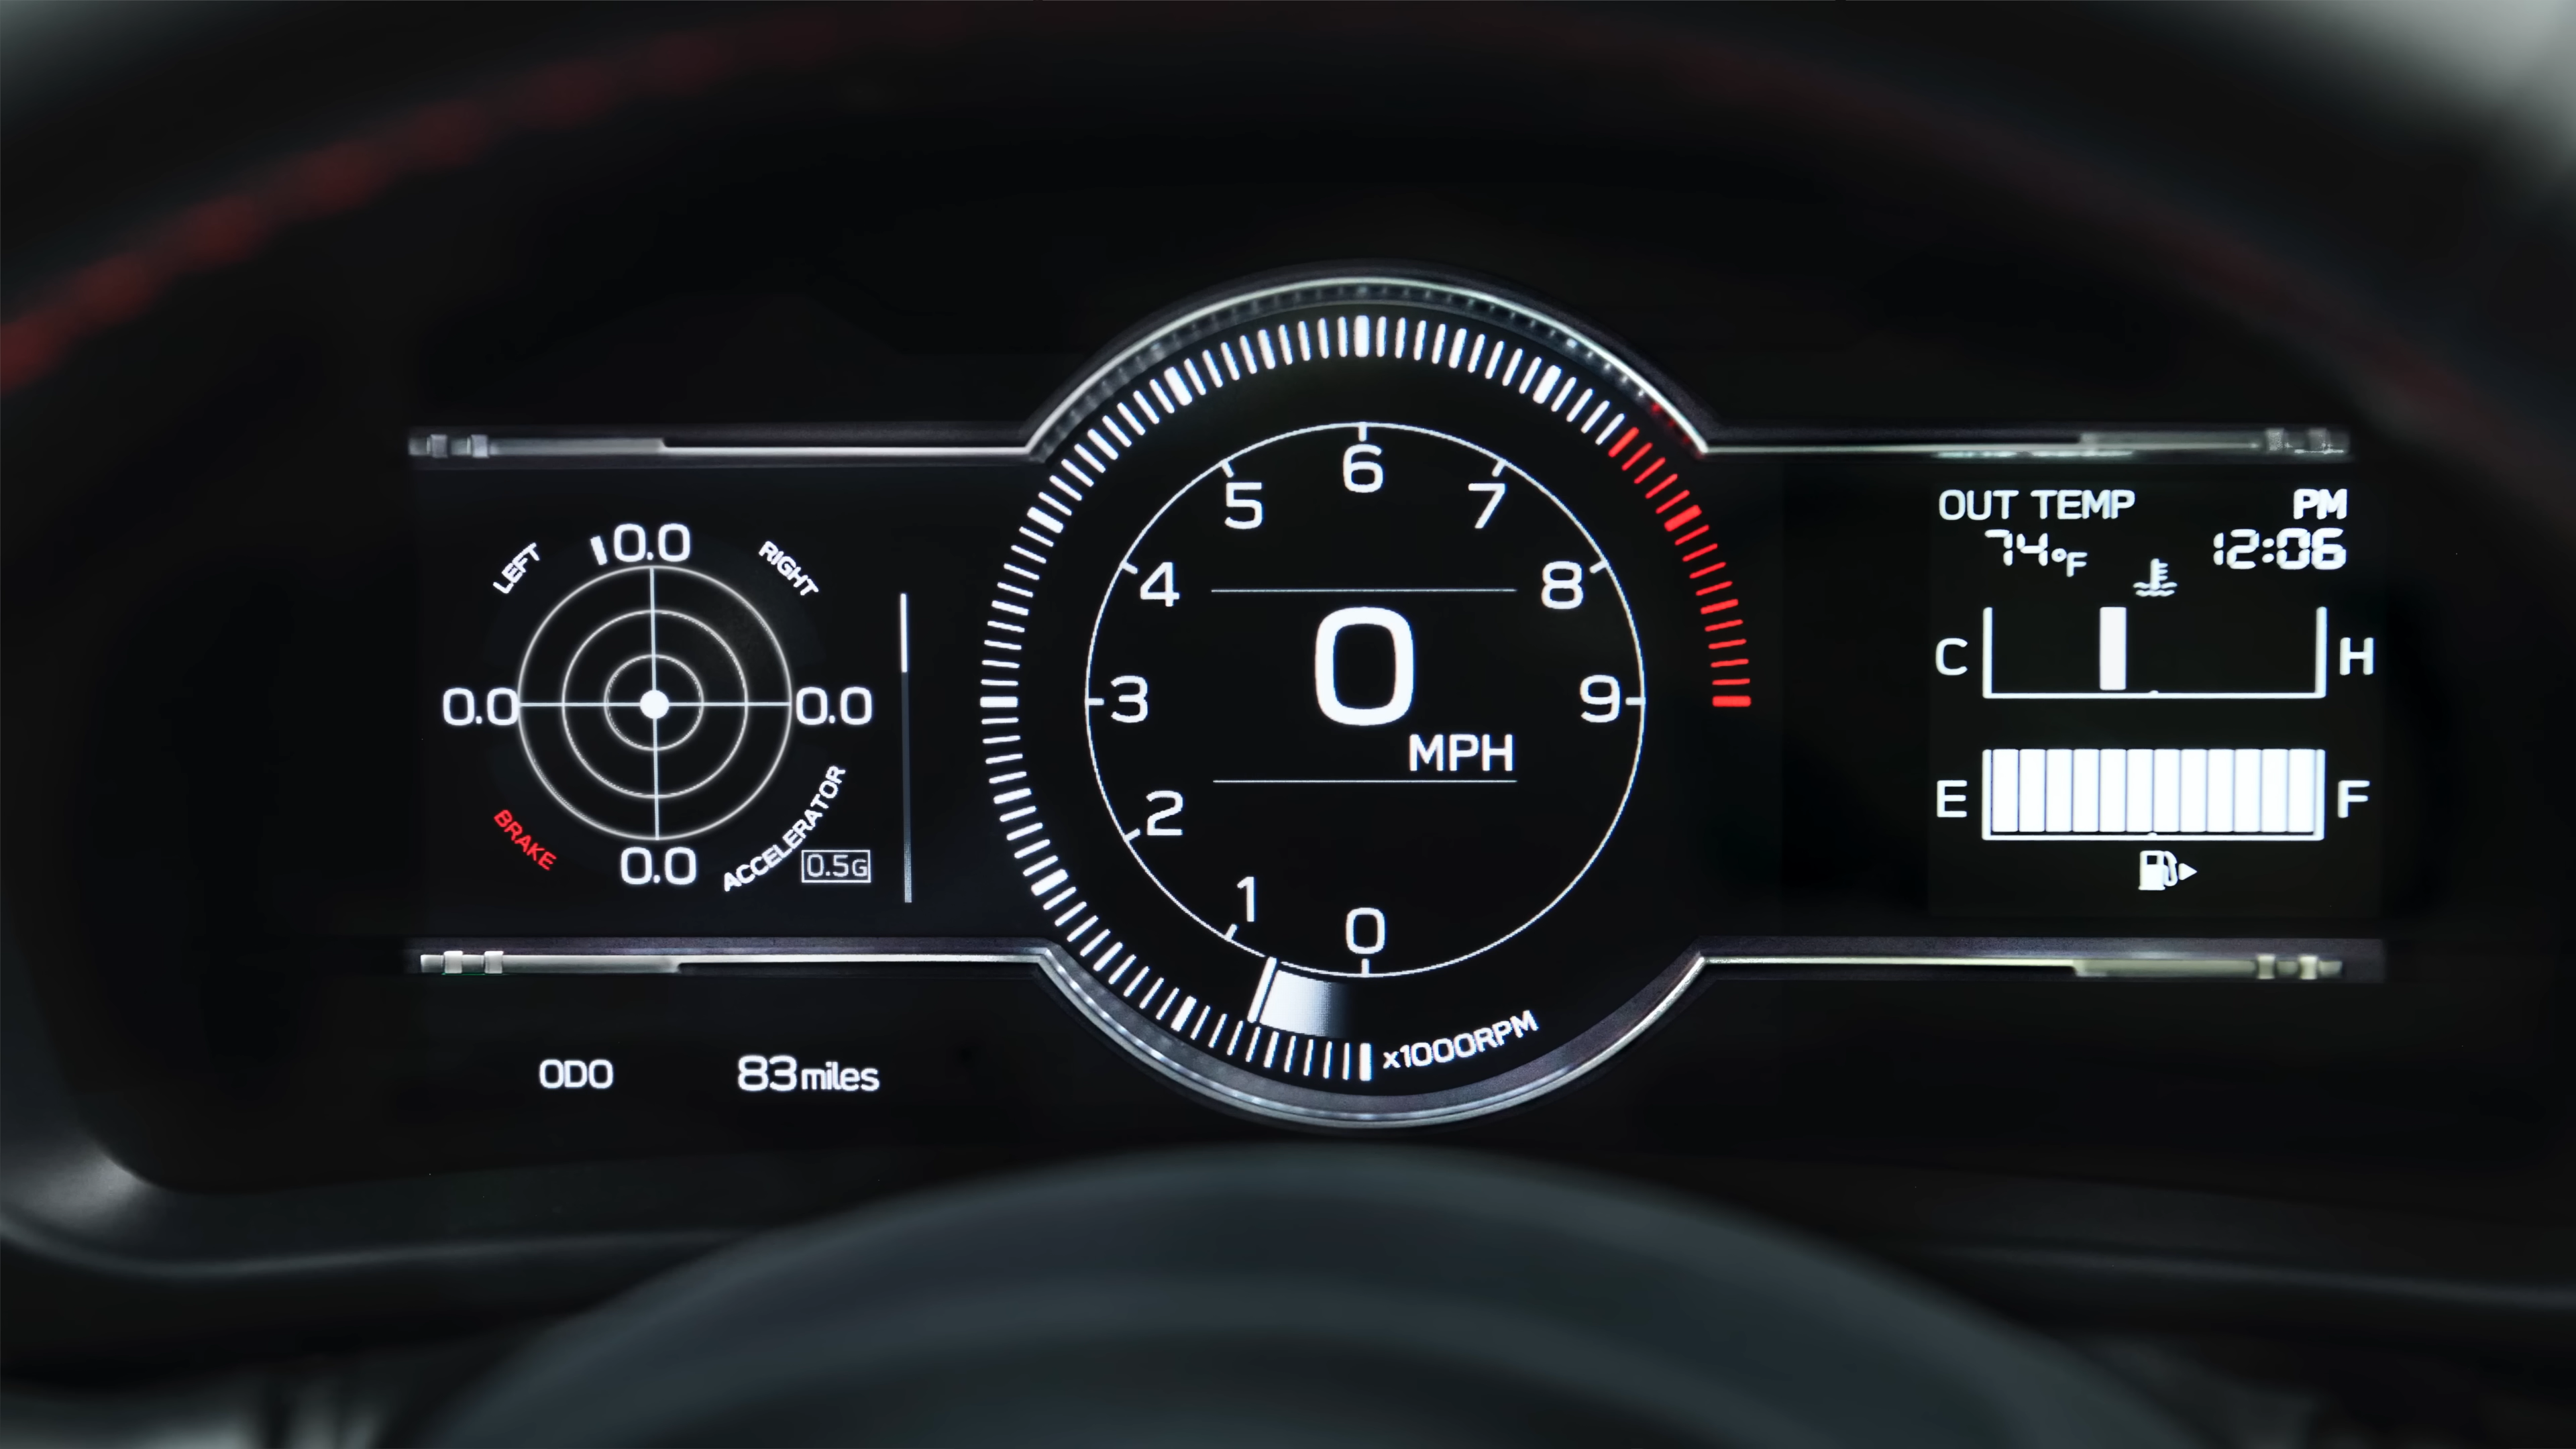 LEFT
0.0
RIGHT
0.0
0.0
BRAKE
0.0
ACCELERATOR
0.5G
ODO
83miles
6
5
7
4
8
0
3
9
MPH
2
1
0
x1000RPM
OUT TEMP
PM
74°F
12:06
C
H
E
F